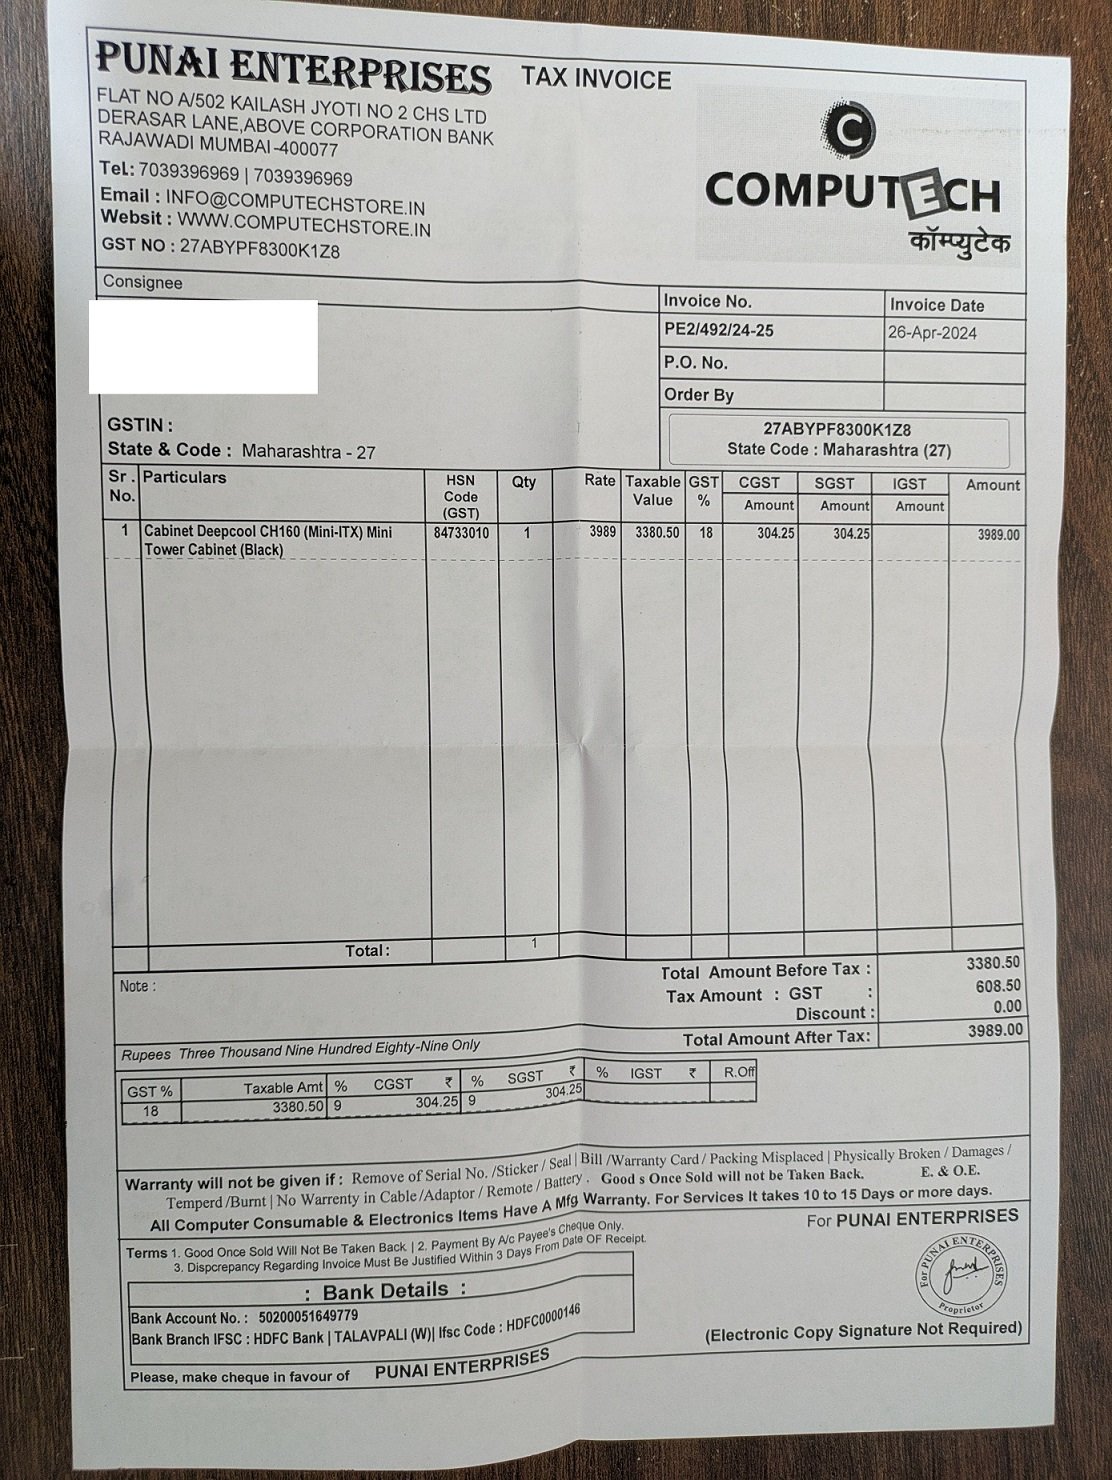 PUNAI ENTERPRISES TAX INVOICE
FLAT NO A/502 KAILASH JYOTI NO 2 CHS LTD
DERASAR LANE,ABOVE CORPORATION BANK
RAJAWADI MUMBAI-400077
Tel.: 7039396969 | 7039396969
Email : INFO@COMPUTECHSTORE.IN
Websit : WWW.COMPUTECHSTORE.IN
GST NO : 27ABYPF8300K1Z8
C
COMPUTECH
कॉम्प्युटेक
Consignee
Invoice No. Invoice Date
PE2/492/24-25 26-Apr-2024
P.O. No.
Order By
GSTIN :
State & Code : Maharashtra - 27
27ABYPF8300K1Z8
State Code : Maharashtra (27)
Sr. No. Particulars HSN Code (GST) Qty Rate Taxable Value GST % CGST Amount SGST Amount IGST Amount Amount
1 Cabinet Deepcool CH160 (Mini-ITX) Mini 84733010 1 3989 3380.50 18 304.25 304.25 3989.00
Tower Cabinet (Black)
Total: 1
Note :
Total Amount Before Tax : 3380.50
Tax Amount : GST : 608.50
Discount : 0.00
Total Amount After Tax: 3989.00
Rupees Three Thousand Nine Hundred Eighty-Nine Only
GST % Taxable Amt % CGST ₹ % SGST ₹ % IGST ₹ R.Off
18 3380.50 9 304.25 9 304.25
Warranty will not be given if : Remove of Serial No. /Sticker / Seal | Bill /Warranty Card / Packing Misplaced | Physically Broken / Damages /
Temperd /Burnt | No Warrenty in Cable /Adaptor / Remote / Battery . Good s Once Sold will not be Taken Back. E. & O.E.
All Computer Consumable & Electronics Items Have A Mfg Warranty. For Services It takes 10 to 15 Days or more days.
Terms 1. Good Once Sold Will Not Be Taken Back | 2. Payment By A/c Payee's Cheque Only.
3. Dispcrepancy Regarding Invoice Must Be Justified Within 3 Days From Date OF Receipt.
For PUNAI ENTERPRISES
For PUNAI ENTERPRISES
Proprietor
(Electronic Copy Signature Not Required)
: Bank Details :
Bank Account No. : 50200051649779
Bank Branch IFSC : HDFC Bank | TALAVPALI (W)| Ifsc Code : HDFC0000146
Please, make cheque in favour of PUNAI ENTERPRISES